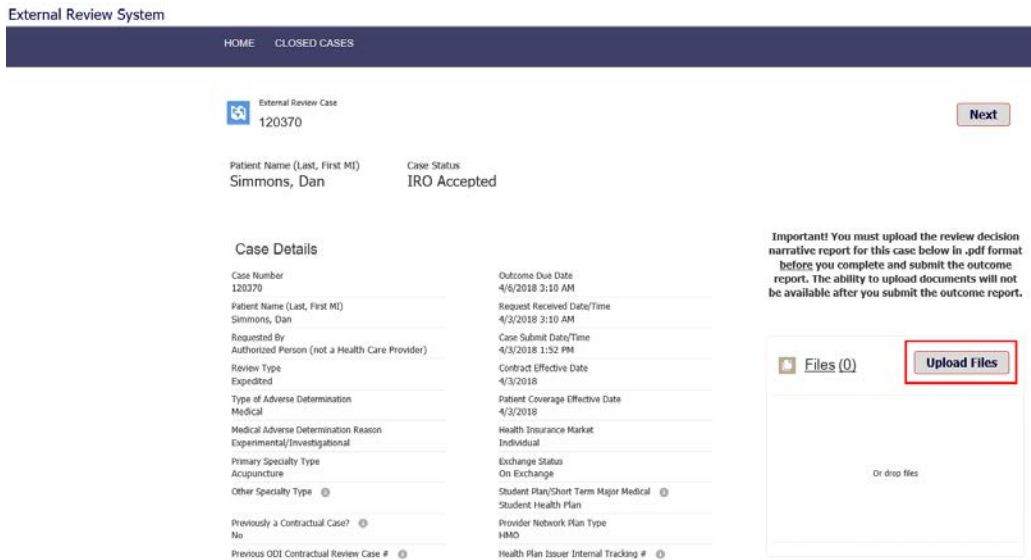 External Review System
HOME CLOSED CASES
External Review Case
120370
Next
Patient Name (Last, First MI)
Simmons, Dan
Case Status
IRO Accepted
Case Details
Case Number
120370
Patient Name (Last, First MI)
Simmons, Dan
Requested By
Authorized Person (not a Health Care Provider)
Review Type
Expedited
Type of Adverse Determination
Medical
Medical Adverse Determination Reason
Experimental/Investigational
Primary Specialty Type
Acupuncture
Other Specialty Type
Previously a Contractual Case?
No
Previous ODI Contractual Review Case #
Outcome Due Date
4/6/2018 3:10 AM
Request Received Date/Time
4/3/2018 3:10 AM
Case Submit Date/Time
4/3/2018 1:52 PM
Contract Effective Date
4/3/2018
Patient Coverage Effective Date
4/3/2018
Health Insurance Market
Individual
Exchange Status
On Exchange
Student Plan/Short Term Major Medical
Student Health Plan
Provider Network Plan Type
HMO
Health Plan Issuer Internal Tracking #
Important! You must upload the review decision
narrative report for this case below in .pdf format
before you complete and submit the outcome
report. The ability to upload documents will not
be available after you submit the outcome report.
Files (0)
Upload Files
Or drop files